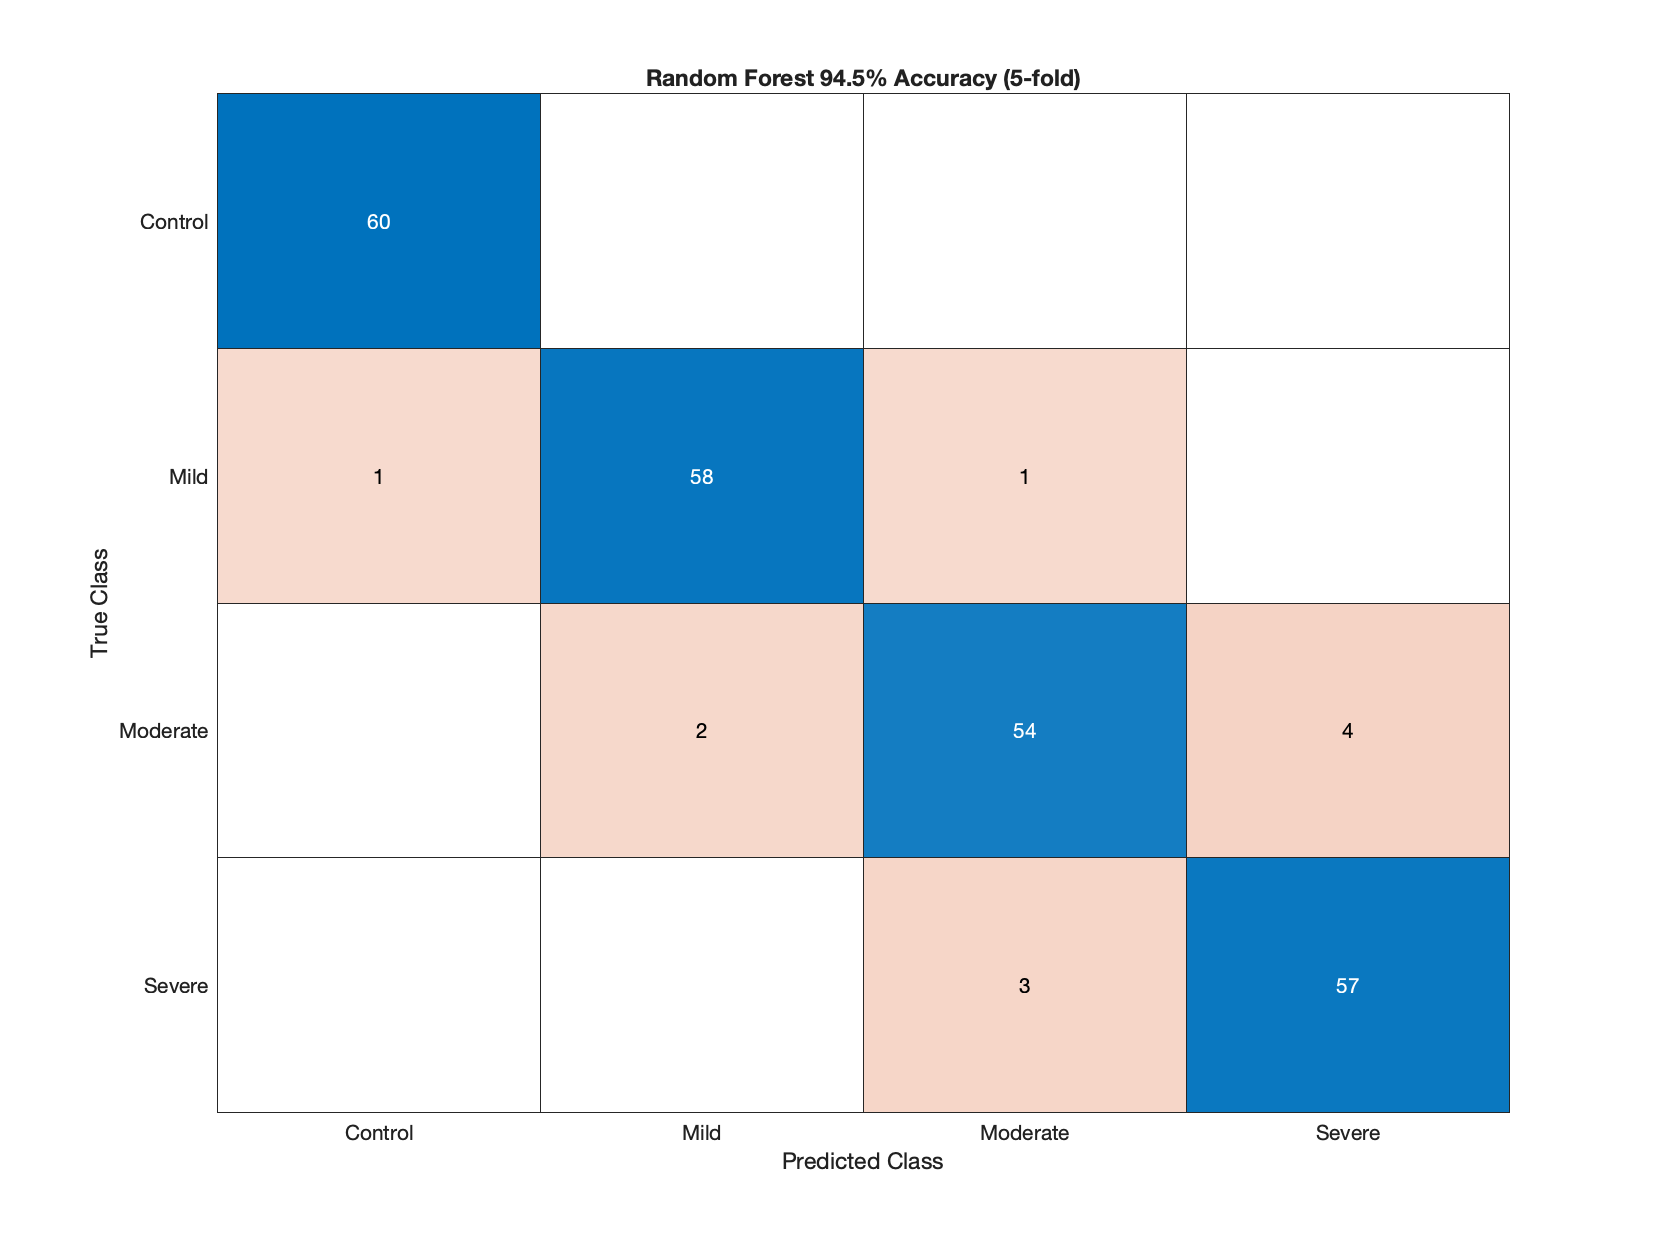 Random Forest 94.5% Accuracy (5-fold)
Control
60
Mild
1
58
1
True Class
Moderate
2
54
4
Severe
3
57
Control
Mild
Moderate
Severe
Predicted Class